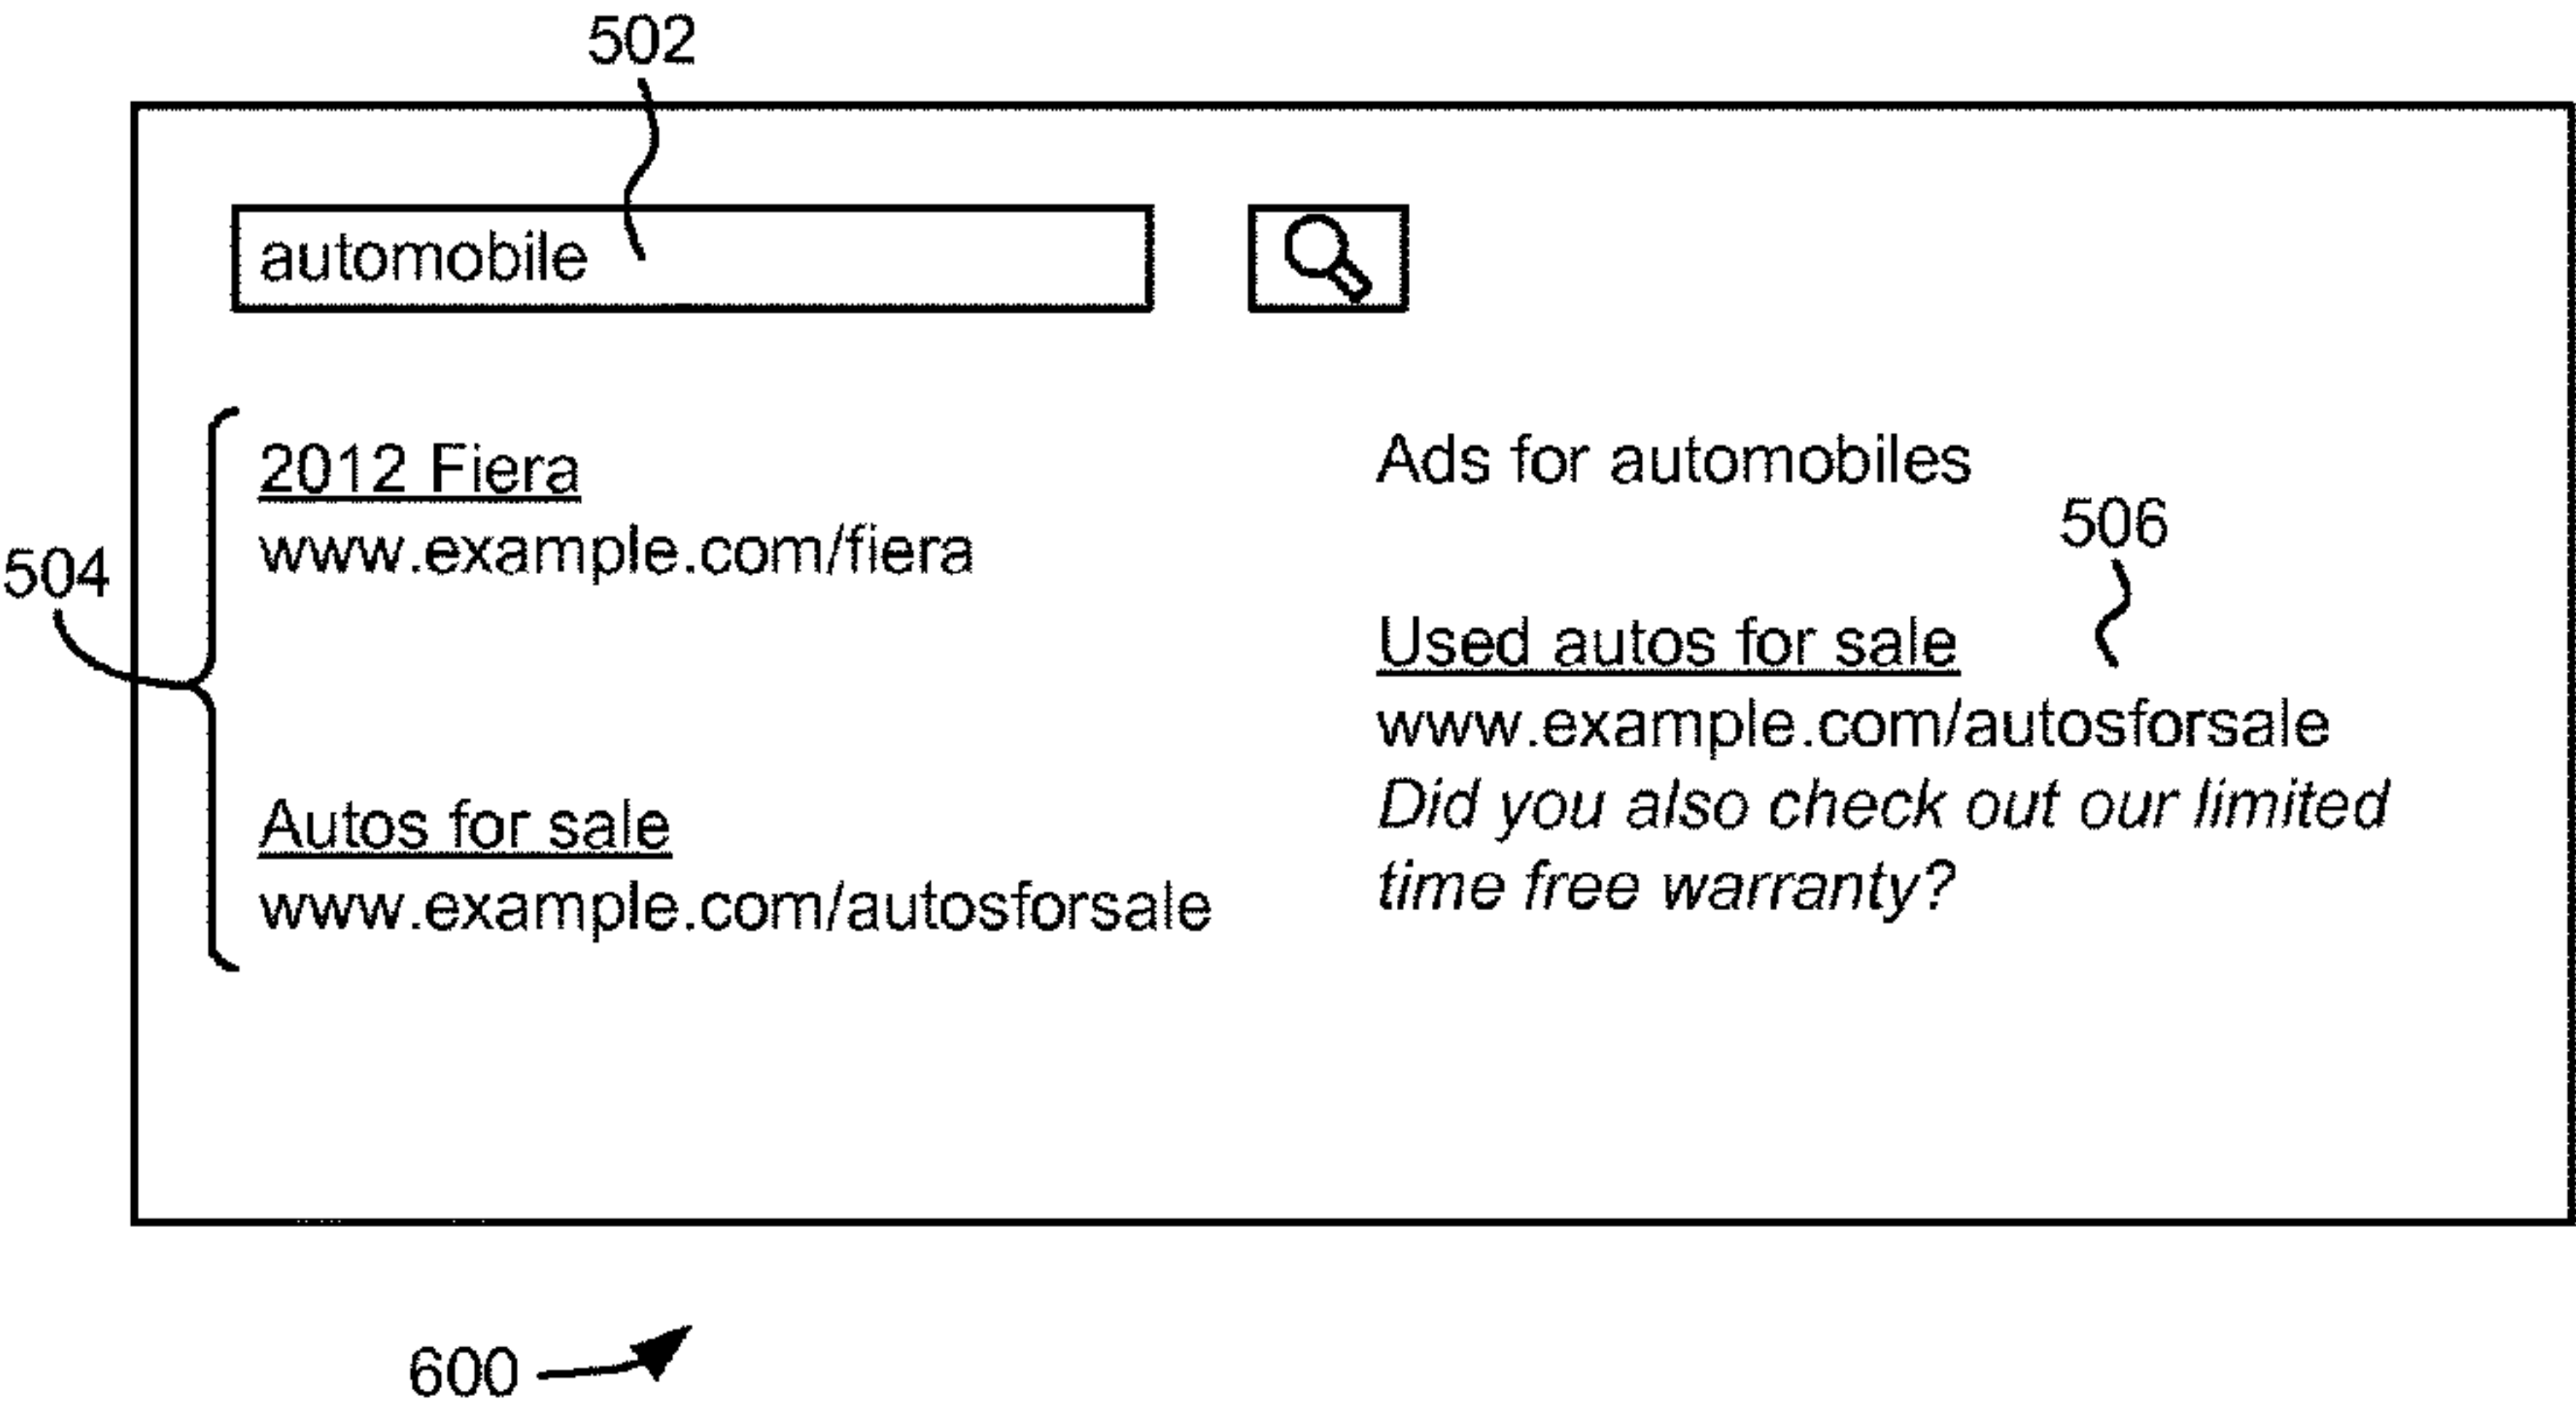 502
automobile
504
2012 Fiera
www.example.com/fiera
Autos for sale
www.example.com/autosforsale
Ads for automobiles
506
Used autos for sale
www.example.com/autosforsale
Did you also check out our limited
time free warranty?
600